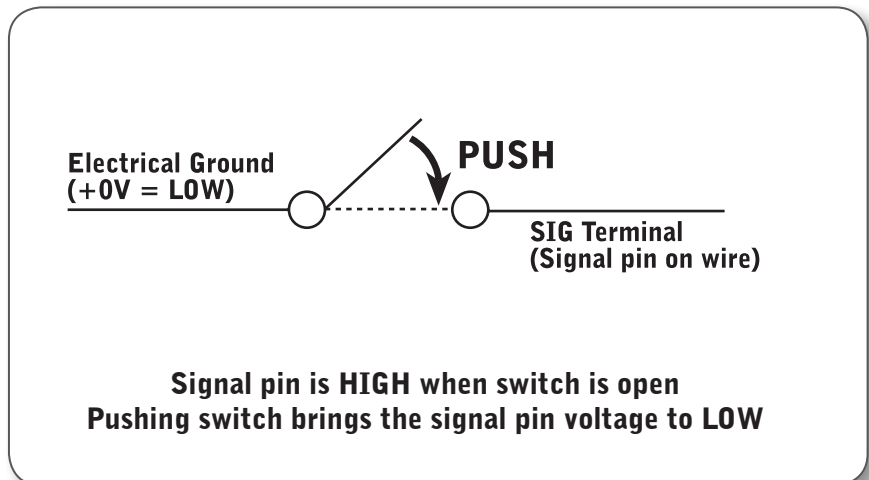 Electrical Ground
(+0V = LOW)
PUSH
SIG Terminal
(Signal pin on wire)
Signal pin is HIGH when switch is open
Pushing switch brings the signal pin voltage to LOW